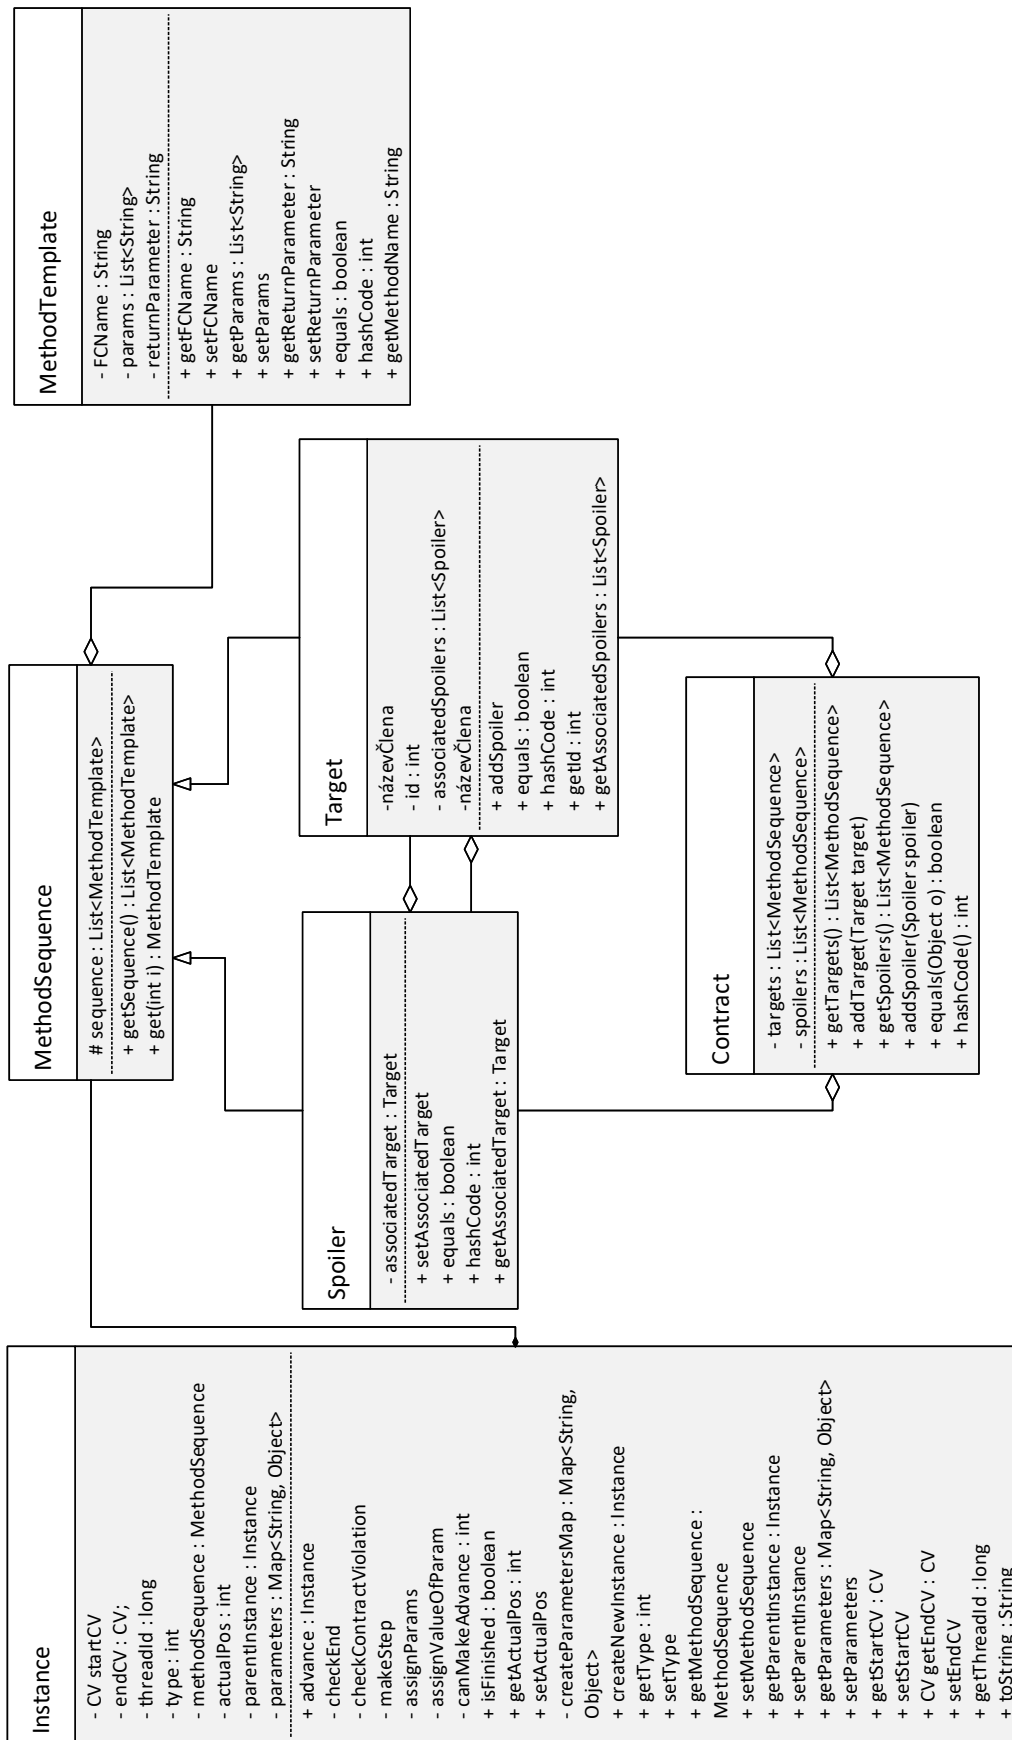 Instance
- CV startCV
- endCV : CV;
- threadId : long
- type : int
- methodSequence : MethodSequence
- actualPos : int
- parentInstance : Instance
- parameters : Map<String, Object>
+ advance : Instance
- checkEnd
- checkContractViolation
- makeStep
- assignParams
- assignValueOfParam
- canMakeAdvance : int
+ isFinished : boolean
+ getActualPos : int
+ setActualPos
- createParametersMap : Map<String,
Object>
+ createNewInstance : Instance
+ getType : int
+ setType
+ getMethodSequence :
MethodSequence
+ setMethodSequence
+ getParentInstance : Instance
+ setParentInstance
+ getParameters : Map<String, Object>
+ setParameters
+ getStartCV : CV
+ setStartCV
+ CV getEndCV : CV
+ setEndCV
+ getThreadId : long
+ toString : String
MethodSequence
# sequence : List<MethodTemplate>
+ getSequence() : List<MethodTemplate>
+ get(int i) : MethodTemplate
MethodTemplate
- FCName : String
- params : List<String>
- returnParameter : String
+ getFCName : String
+ setFCName
+ getParams : List<String>
+ setParams
+ getReturnParameter : String
+ setReturnParameter
+ equals : boolean
+ hashCode : int
+ getMethodName : String
Spoiler
- associatedTarget : Target
+ setAssociatedTarget
+ equals : boolean
+ hashCode : int
+ getAssociatedTarget : Target
Target
-názevČlena
- id : int
- associatedSpoilers : List<Spoiler>
-názevČlena
+ addSpoiler
+ equals : boolean
+ hashCode : int
+ getId : int
+ getAssociatedSpoilers : List<Spoiler>
Contract
- targets : List<MethodSequence>
- spoilers : List<MethodSequence>
+ getTargets() : List<MethodSequence>
+ addTarget(Target target)
+ getSpoilers() : List<MethodSequence>
+ addSpoiler(Spoiler spoiler)
+ equals(Object o) : boolean
+ hashCode() : int